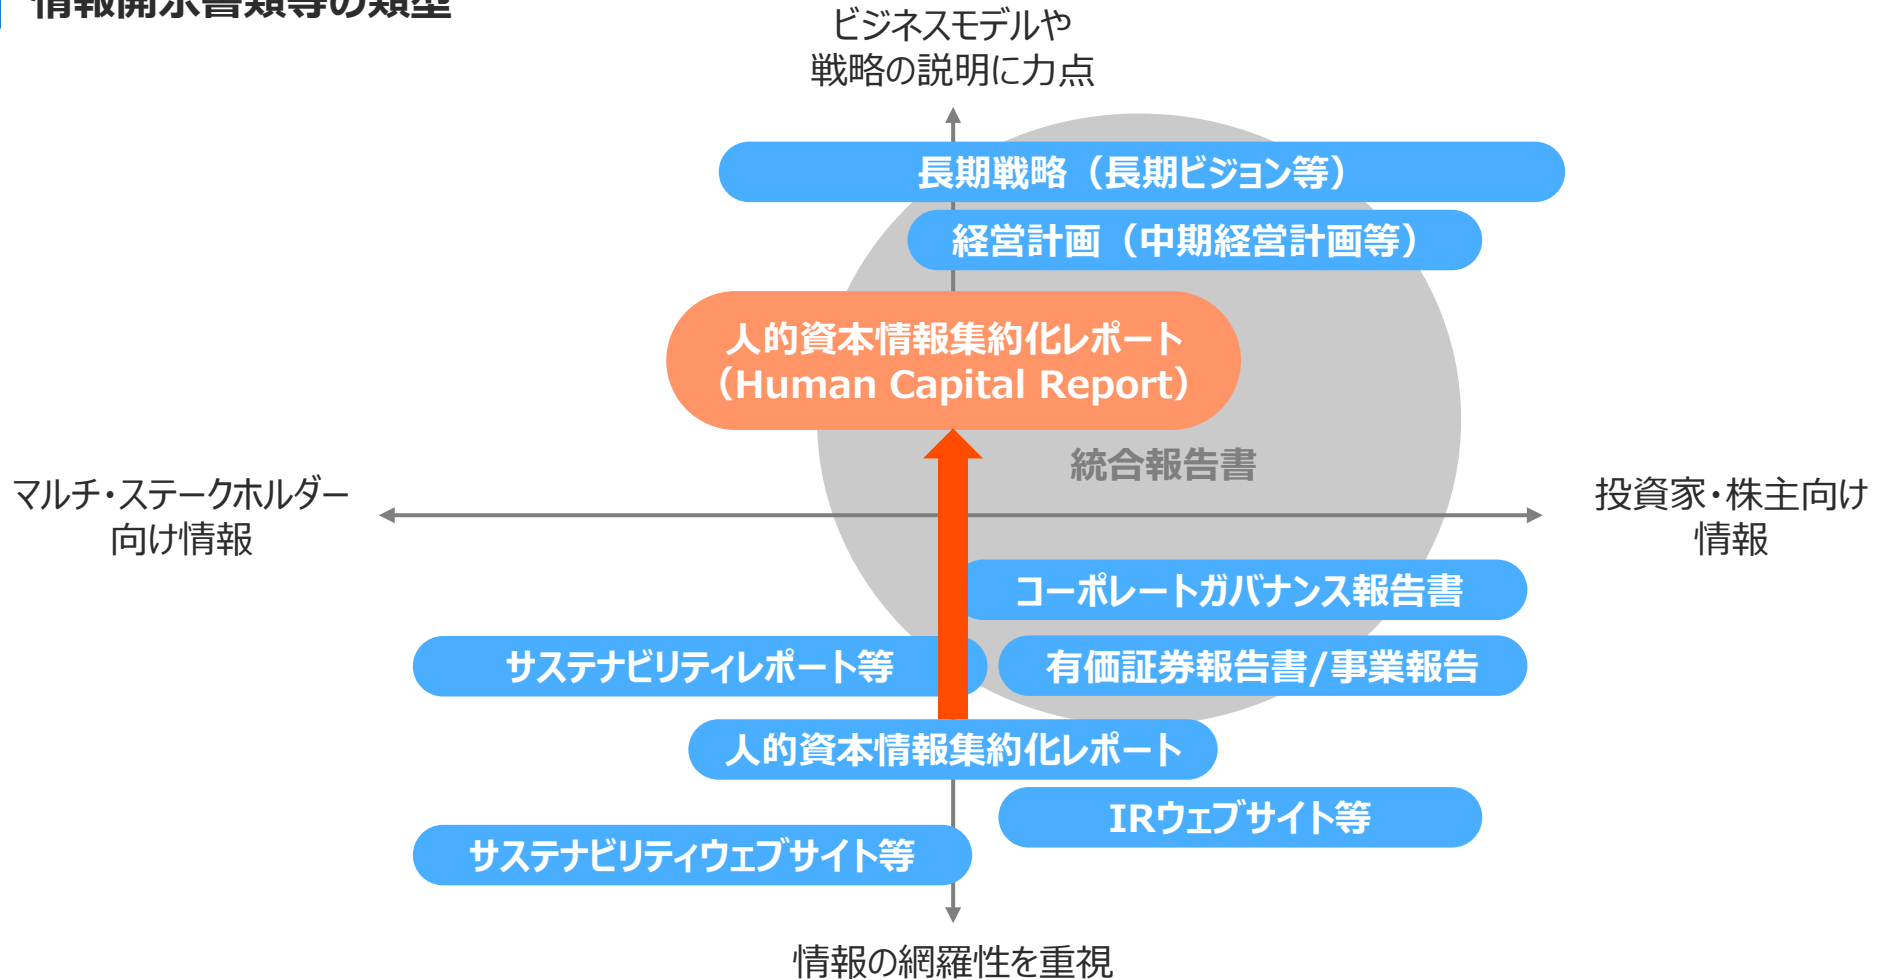 情報開示書類等の類型
ビジネスモデルや
戦略の説明に力点
長期戦略（長期ビジョン等）
経営計画（中期経営計画等）
人的資本情報集約化レポート
（Human Capital Report）
統合報告書
マルチ・ステークホルダー
向け情報
投資家・株主向け
情報
コーポレートガバナンス報告書
サステナビリティレポート等
有価証券報告書/事業報告
人的資本情報集約化レポート
IRウェブサイト等
サステナビリティウェブサイト等
情報の網羅性を重視